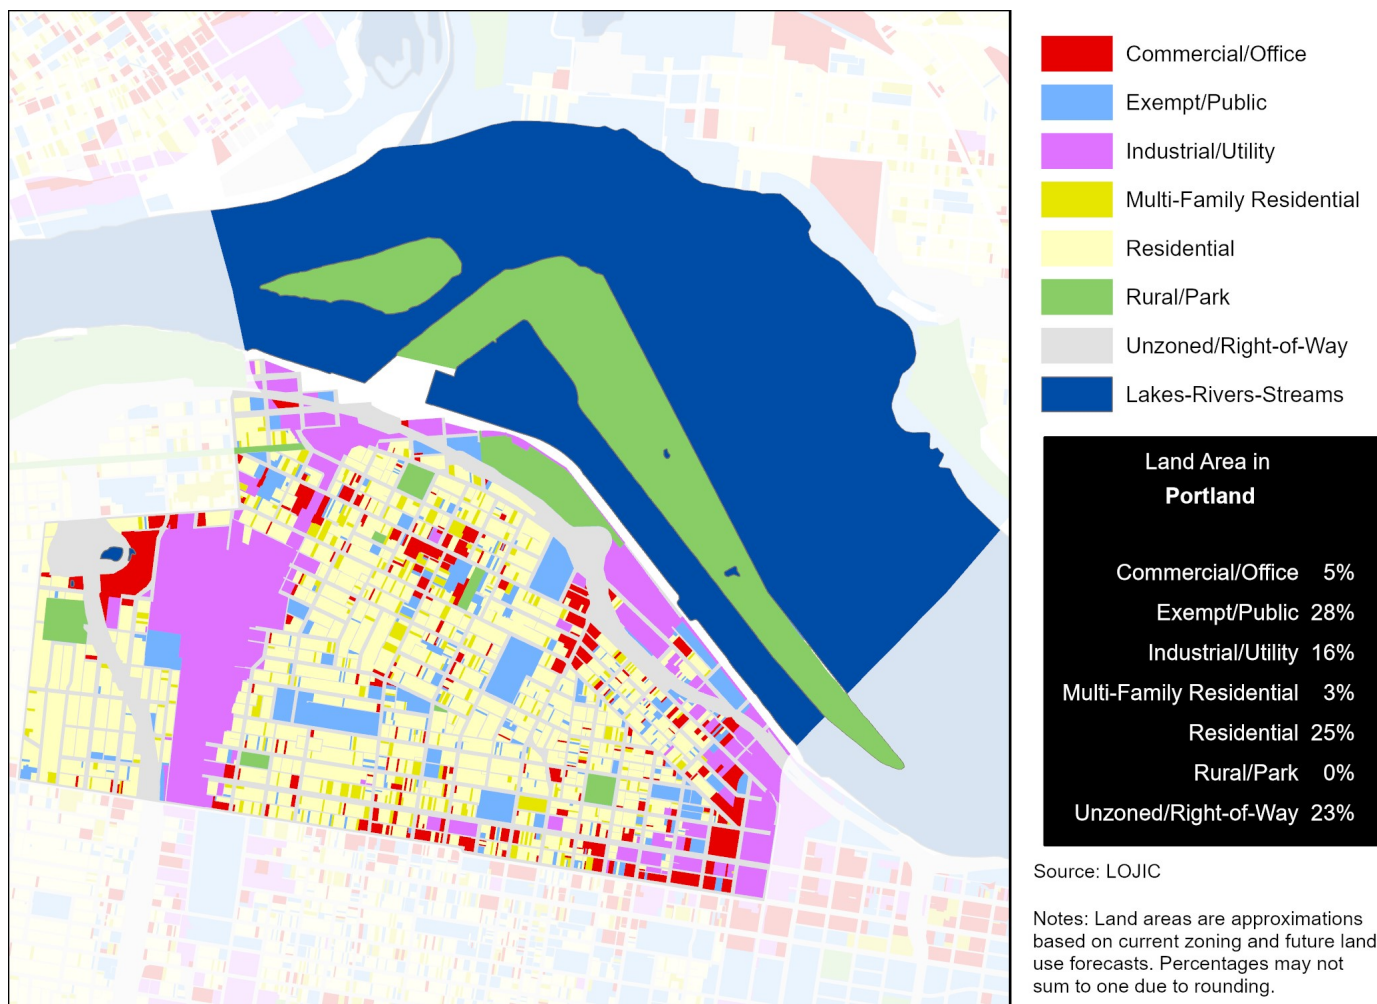 Commercial/Office
Exempt/Public
Industrial/Utility
Multi-Family Residential
Residential
Rural/Park
Unzoned/Right-of-Way
Lakes-Rivers-Streams
Land Area in
Portland
Commercial/Office 5%
Exempt/Public 28%
Industrial/Utility 16%
Multi-Family Residential 3%
Residential 25%
Rural/Park 0%
Unzoned/Right-of-Way 23%
Source: LOJIC
Notes: Land areas are approximations
based on current zoning and future land
use forecasts. Percentages may not
sum to one due to rounding.